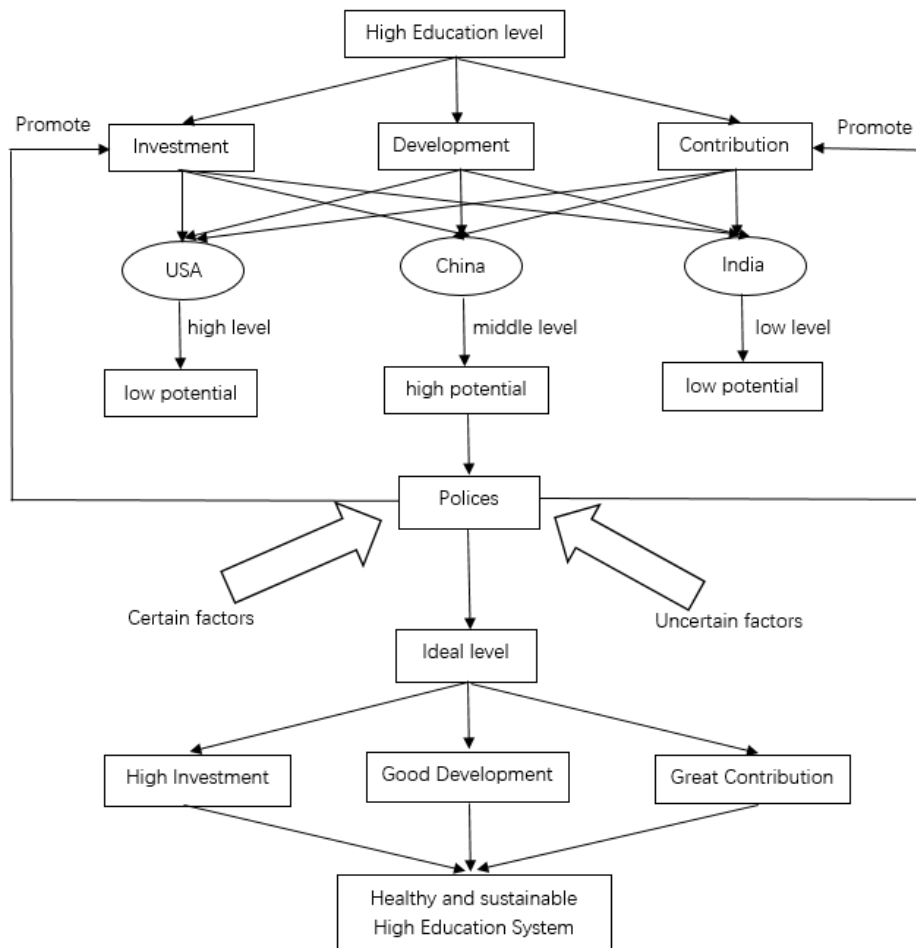 High Education level
Promote
Promote
Investment
Development
Contribution
USA
China
India
high level
middle level
low level
low potential
high potential
low potential
Polices
Certain factors
Uncertain factors
Ideal level
High Investment
Good Development
Great Contribution
Healthy and sustainable
High Education System